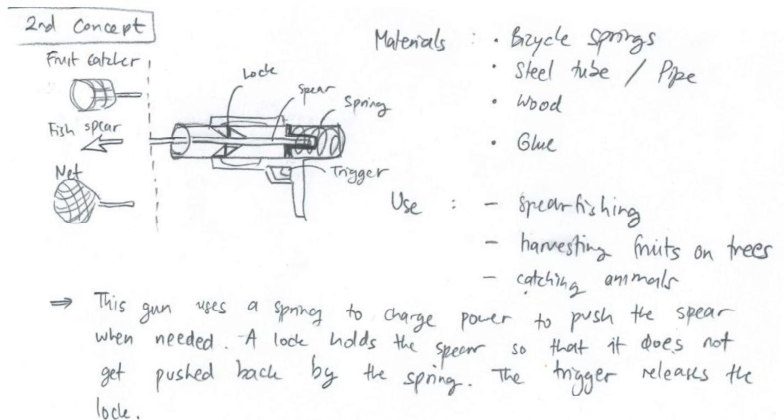 2nd Concept
Fruit catcher
Fish spear
Net
Lock
Spear
Spring
Trigger
Materials : • Bizycle springs
• Steel tube / Pipe
• Wood
• Glue
Use : - spearfishing
- harvesting fruits on trees
- catching animals
⇒ This gun uses a spring to charge power to push the spear
when needed. A lock holds the spear so that it does not
get pushed back by the spring. The trigger releases the
lock.